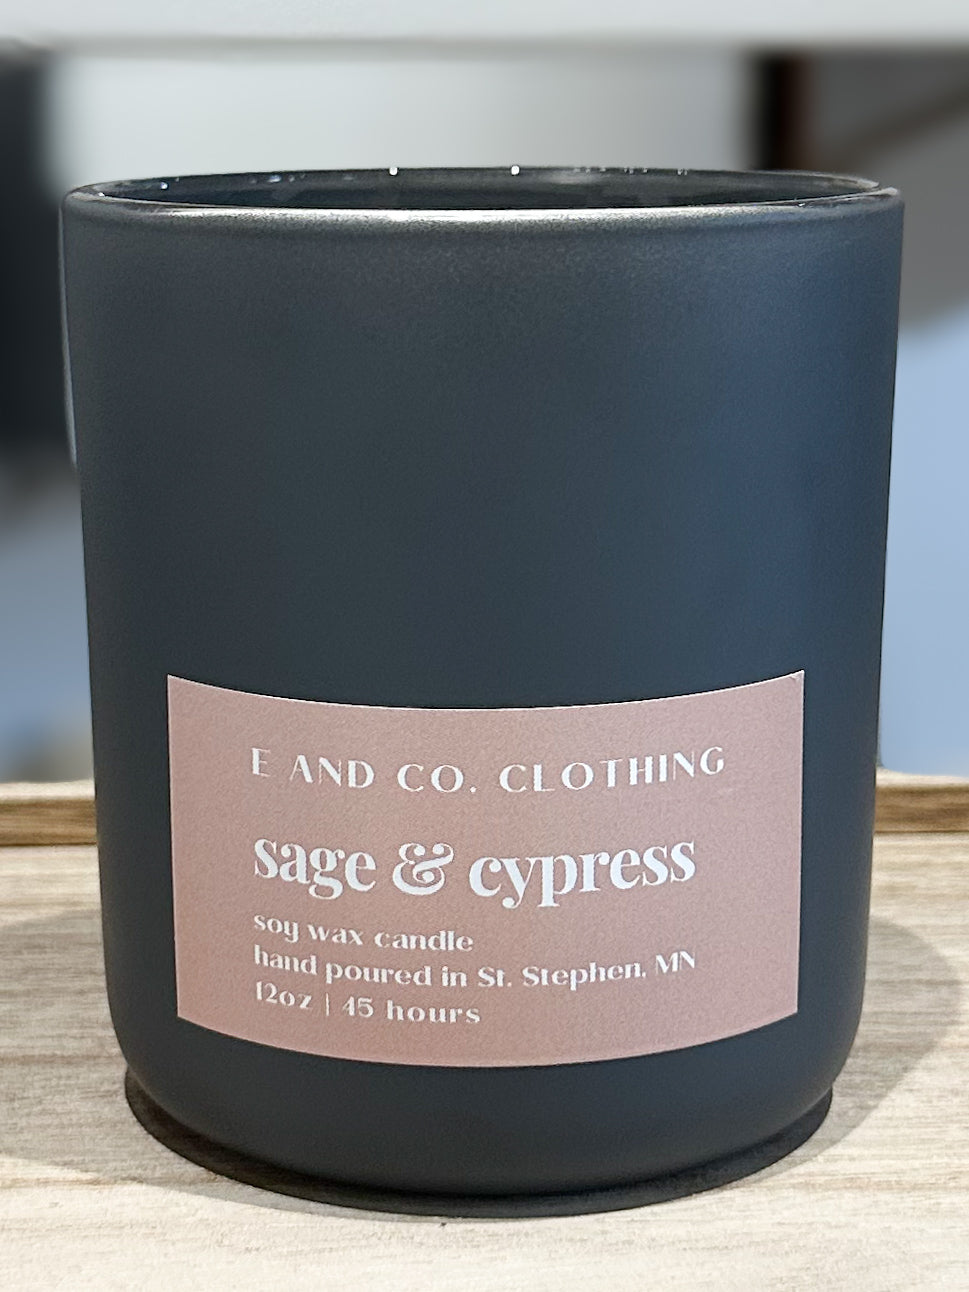 E AND CO. CLOTHING
sage & cypress
soy wax candle
hand poured in St. Stephen, MN
12oz | 45 hours